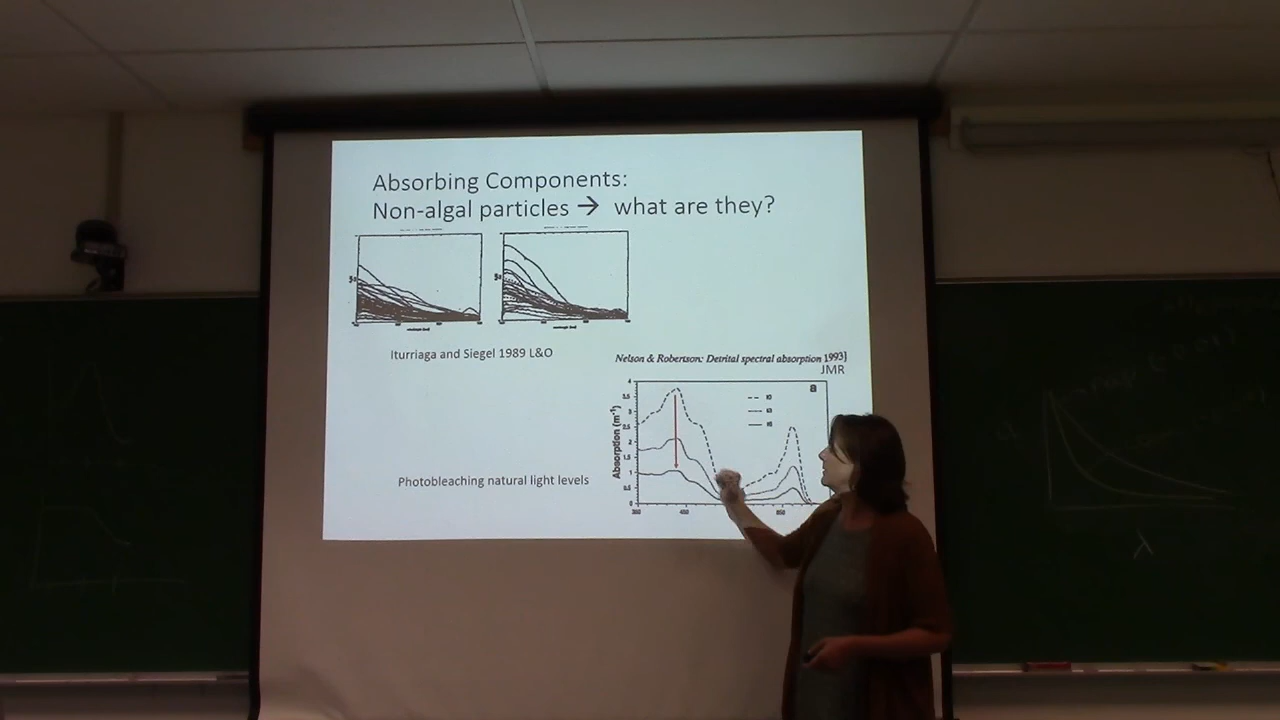 Absorbing Components:
Non-algal particles → what are they?
Iturriaga and Siegel 1989 L&O
Nelson & Robertson: Detrital spectral absorption 1993]
JMR
a
Absorption (m⁻¹)
Photobleaching natural light levels
λ